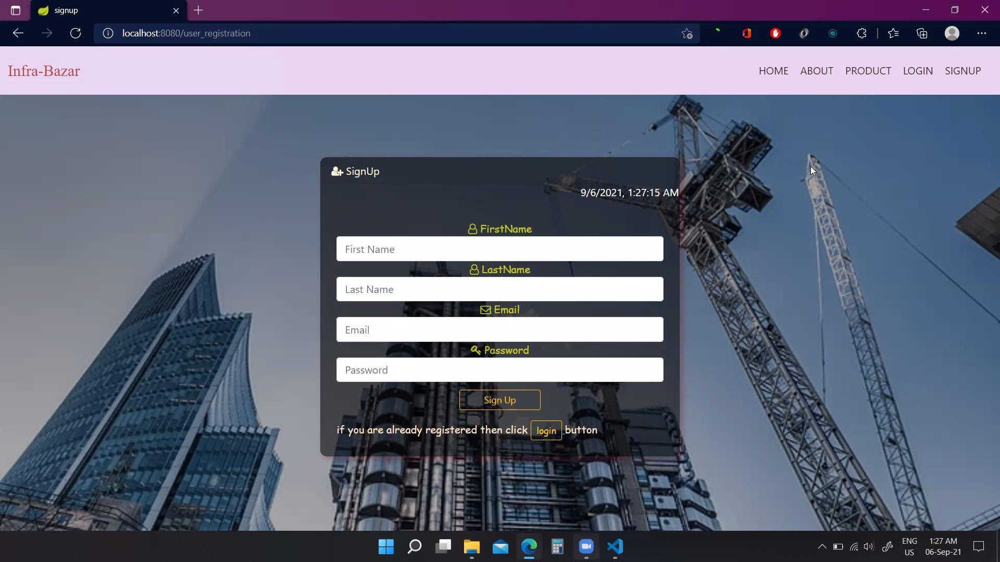 signup
localhost:8080/user_registration
Infra-Bazar
HOME ABOUT PRODUCT LOGIN SIGNUP
SignUp
9/6/2021, 1:27:15 AM
FirstName
First Name
LastName
Last Name
Email
Email
Password
Password
Sign Up
if you are already registered then click login button
ENG 1:27 AM
US 06-Sep-21